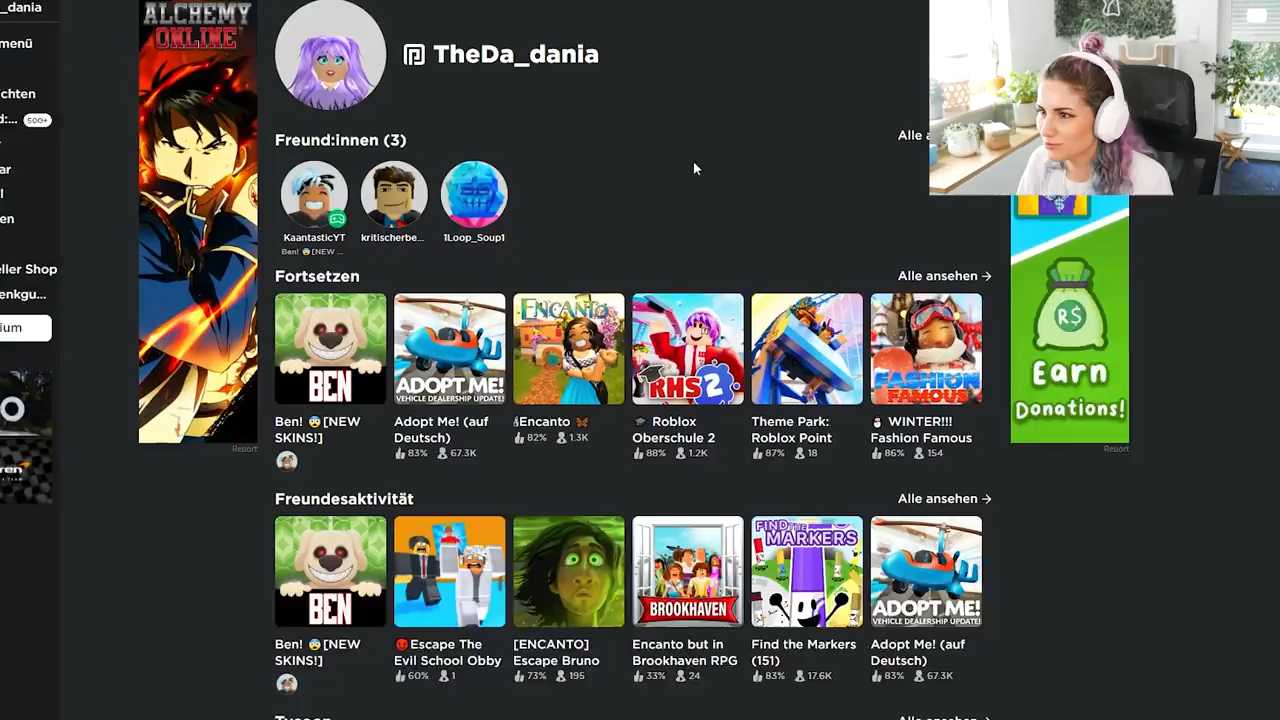 _dania
menü
ichten
d:... 500+
ar
l
en
eller Shop
enkgu...
ium
ALCHEMY
ONLINE
Report
TheDa_dania
Freund:innen (3)
Alle
KaantasticYT
Ben! 😨[NEW ...
kritischerbe...
1Loop_Soup1
Fortsetzen
Alle ansehen →
BEN
ADOPT ME!
VEHICLE DEALERSHIP UPDATE!
ENCANTO
RHS2
FASHION
FAMOUS
Ben! 😨[NEW
SKINS!]
Adopt Me! (auf
Deutsch)
83% 67.3K
🕯Encanto 🦋
82% 1.3K
🎓 Roblox
Oberschule 2
88% 1.2K
Theme Park:
Roblox Point
87% 18
⛄ WINTER!!!
Fashion Famous
86% 154
Freundesaktivität
Alle ansehen →
BEN
BROOKHAVEN
FIND THE
MARKERS
ADOPT ME!
VEHICLE DEALERSHIP UPDATE!
Ben! 😨[NEW
SKINS!]
Escape The
Evil School Obby
60% 1
[ENCANTO]
Escape Bruno
73% 195
Encanto but in
Brookhaven RPG
33% 24
Find the Markers
(151)
83% 17.6K
Adopt Me! (auf
Deutsch)
83% 67.3K
Tycoon
Alle ansehen
R$
Earn
Donations!
Report